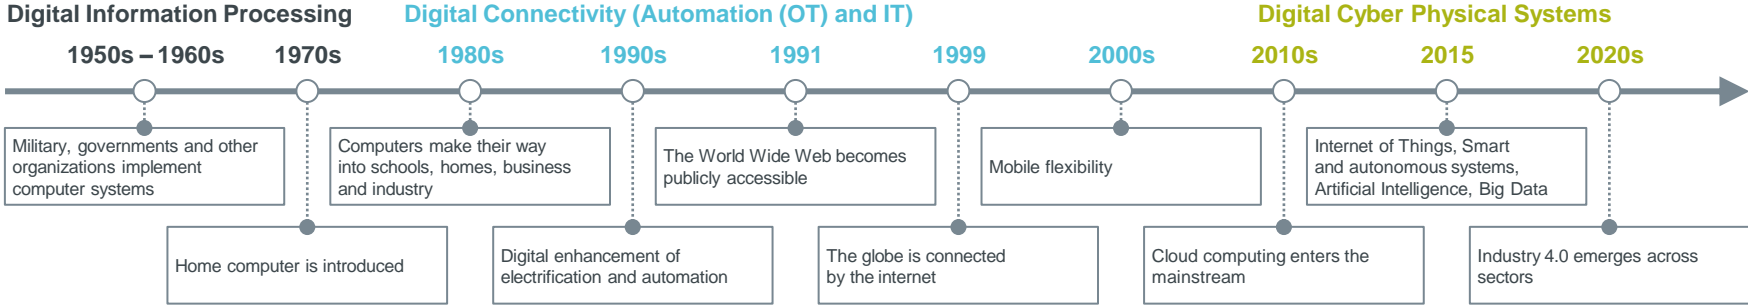 Digital Information Processing
Digital Connectivity (Automation (OT) and IT)
Digital Cyber Physical Systems
1950s – 1960s
1970s
1980s
1990s
1991
1999
2000s
2010s
2015
2020s
Military, governments and other
organizations implement
computer systems
Computers make their way
into schools, homes, business
and industry
The World Wide Web becomes
publicly accessible
Mobile flexibility
Internet of Things, Smart
and autonomous systems,
Artificial Intelligence, Big Data
Home computer is introduced
Digital enhancement of
electrification and automation
The globe is connected
by the internet
Cloud computing enters the
mainstream
Industry 4.0 emerges across
sectors